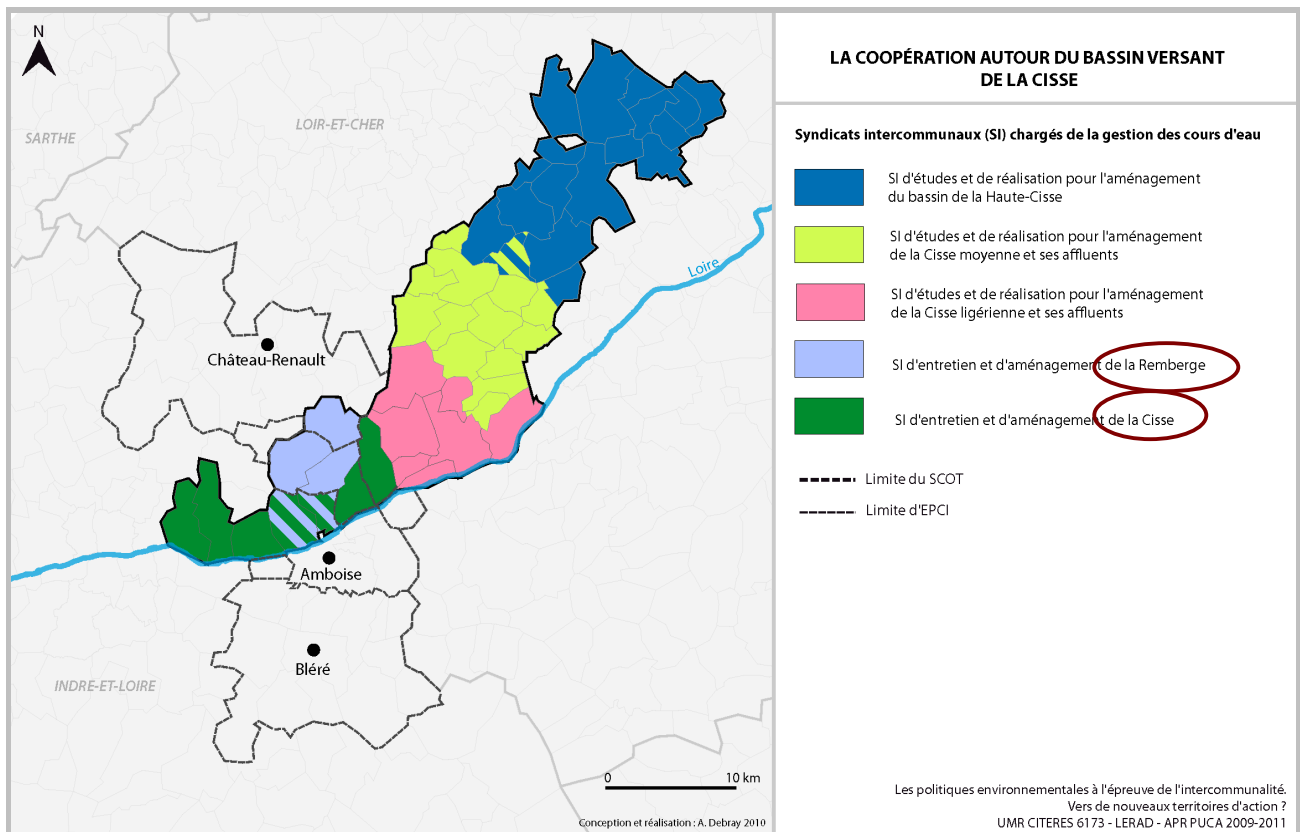 N
SARTHE
LOIR-ET-CHER
Loire
Château-Renault
Amboise
Bléré
INDRE-ET-LOIRE
0 10 km
Conception et réalisation : A. Debray 2010
LA COOPÉRATION AUTOUR DU BASSIN VERSANT
DE LA CISSE
Syndicats intercommunaux (SI) chargés de la gestion des cours d'eau
SI d'études et de réalisation pour l'aménagement
du bassin de la Haute-Cisse
SI d'études et de réalisation pour l'aménagement
de la Cisse moyenne et ses affluents
SI d'études et de réalisation pour l'aménagement
de la Cisse ligérienne et ses affluents
SI d'entretien et d'aménagement de la Remberge
SI d'entretien et d'aménagement de la Cisse
Limite du SCOT
Limite d'EPCI
Les politiques environnementales à l'épreuve de l'intercommunalité.
Vers de nouveaux territoires d'action ?
UMR CITERES 6173 - LERAD - APR PUCA 2009-2011